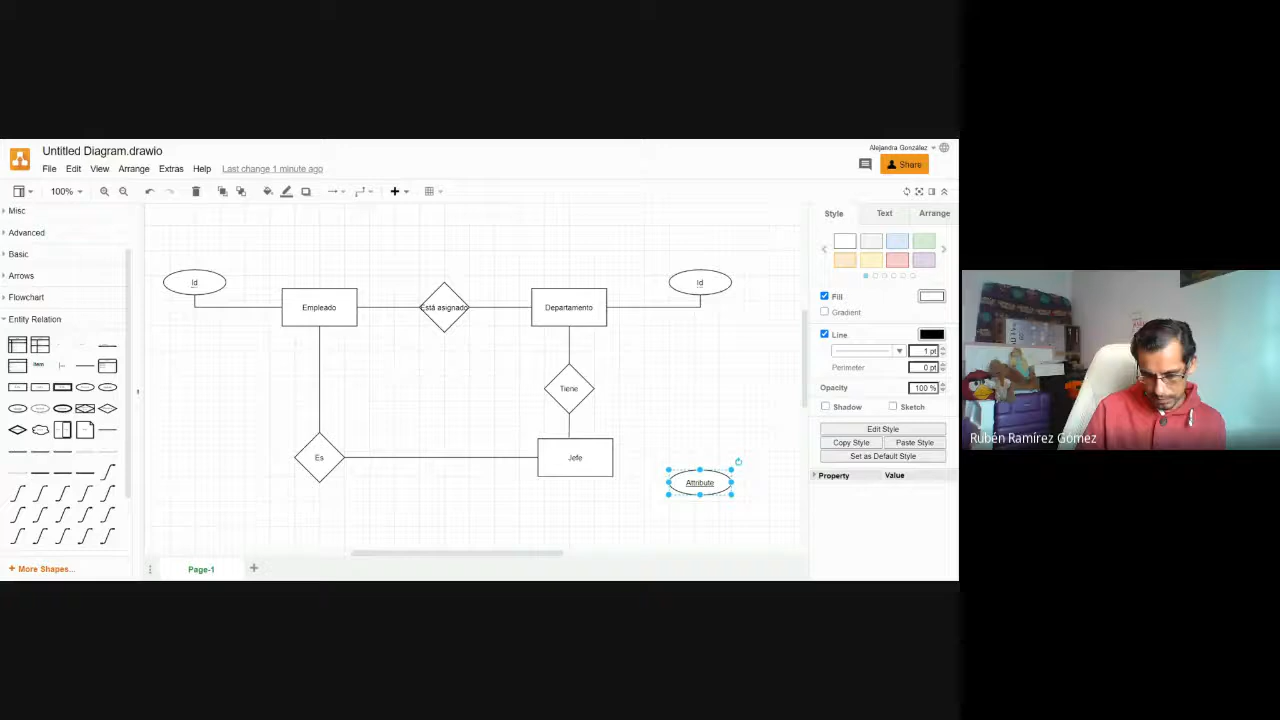 Untitled Diagram.drawio
Alejandra González
File Edit View Arrange Extras Help Last change 1 minute ago
Share
100%
Misc
Advanced
Basic
Arrows
Flowchart
Entity Relation
More Shapes...
Id
Empleado
Está asignado
Departamento
Id
Tiene
Es
Jefe
Attribute
Page-1
Style Text Arrange
Fill
Gradient
Line
1 pt
Perimeter 0 pt
Opacity 100 %
Shadow Sketch
Edit Style
Copy Style Paste Style
Set as Default Style
Property Value
Rubén Ramírez Gómez